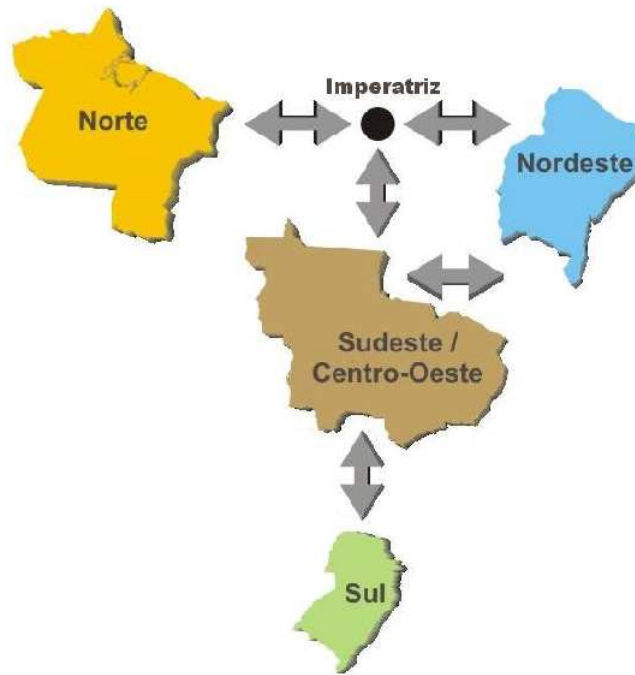 Imperatriz
Norte
Nordeste
Sudeste /
Centro-Oeste
Sul